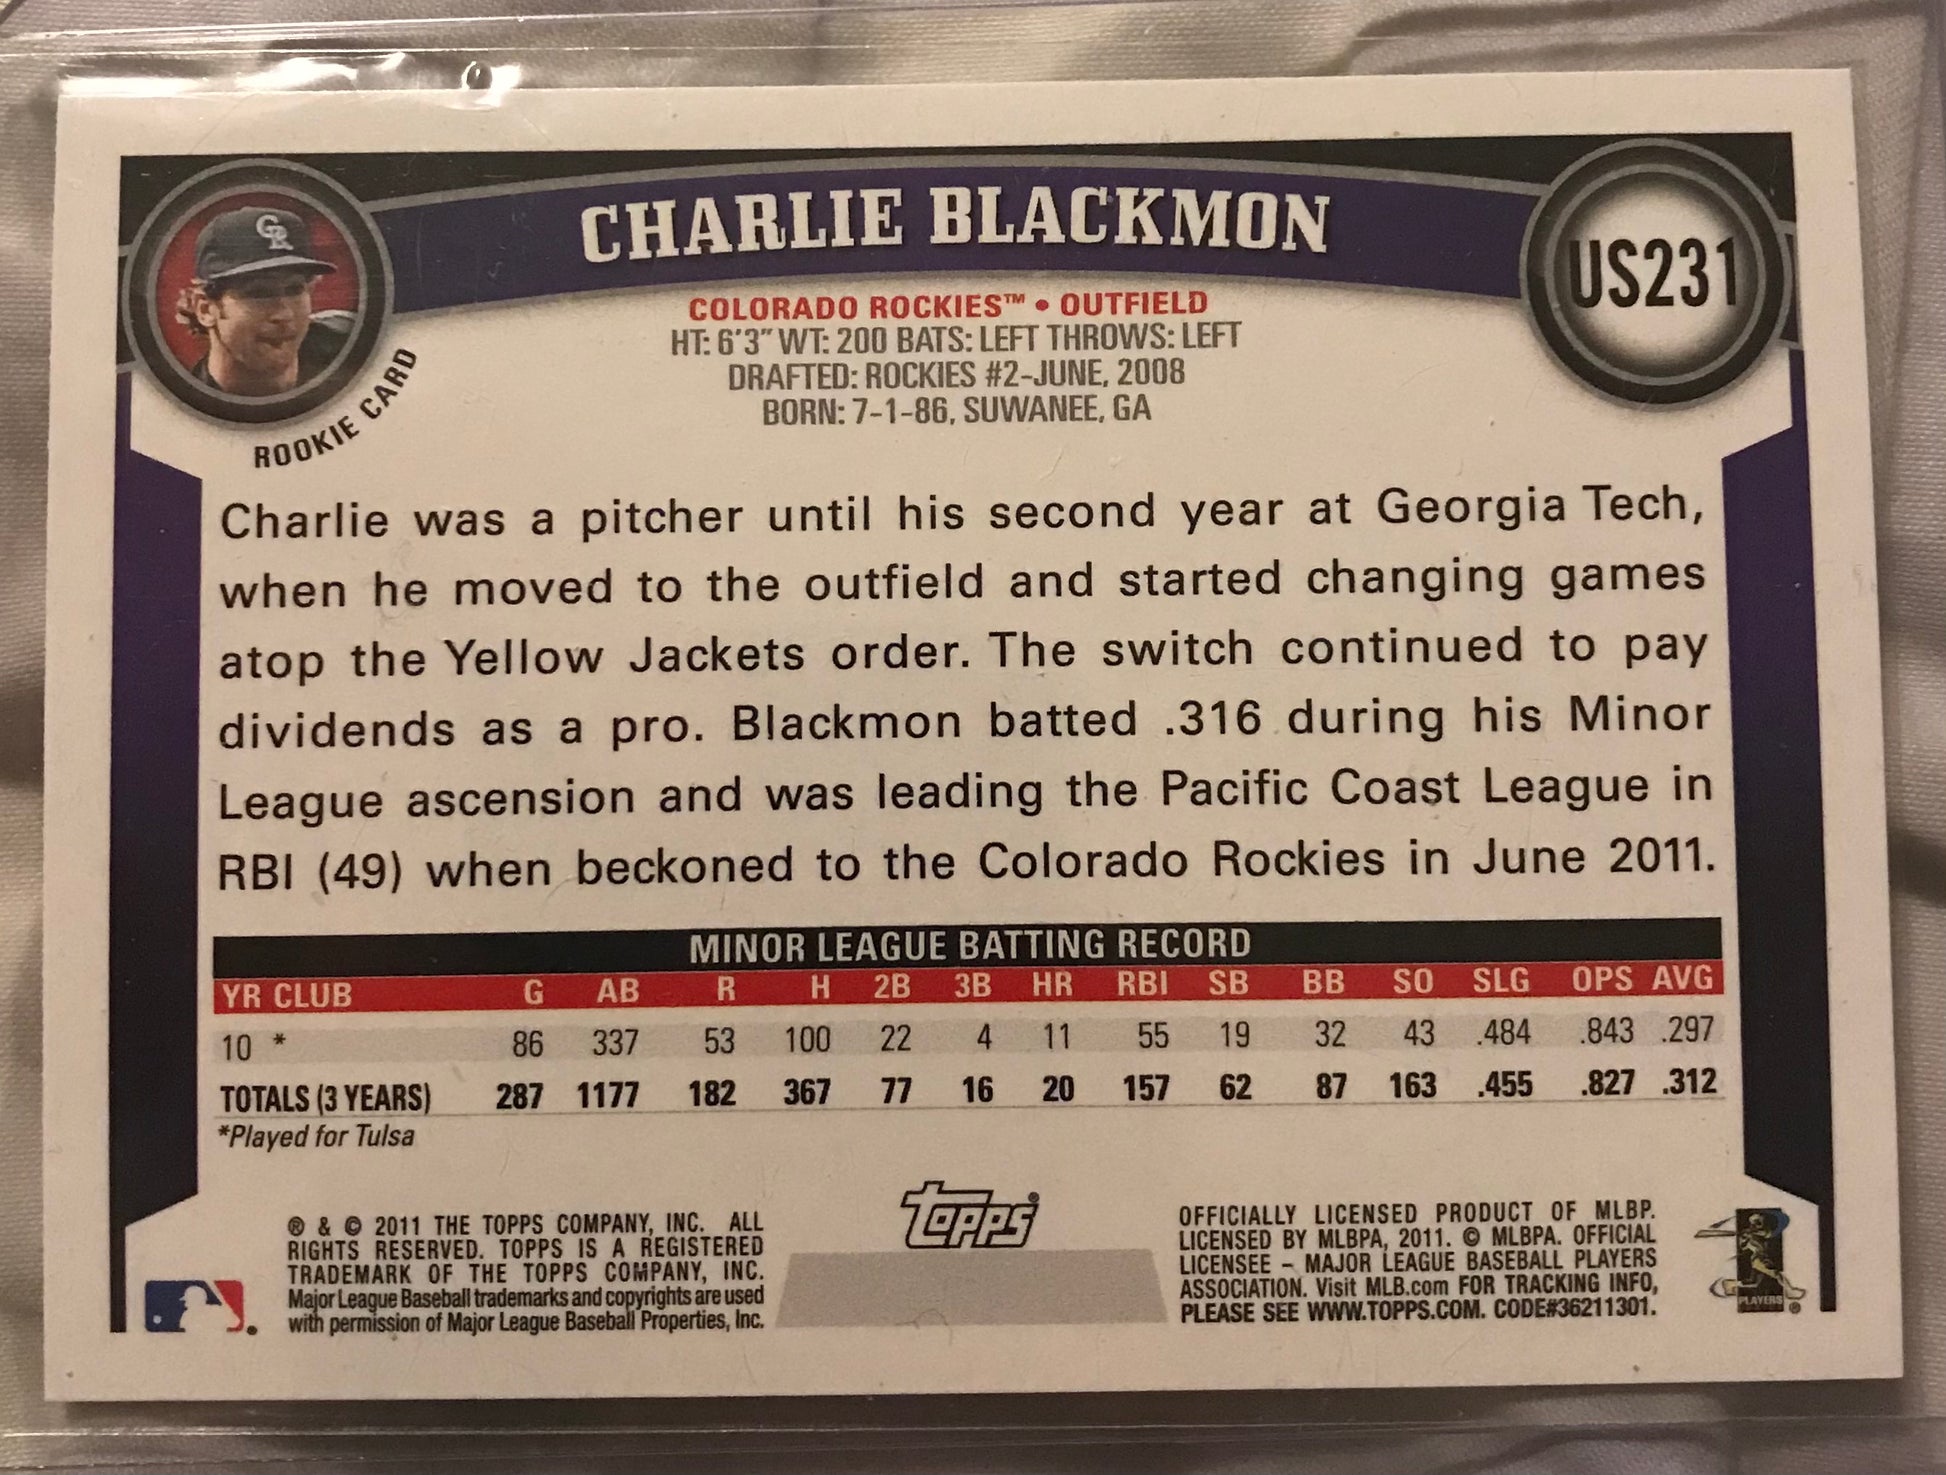 CHARLIE BLACKMON
US231
COLORADO ROCKIES™ • OUTFIELD
HT: 6'3" WT: 200 BATS: LEFT THROWS: LEFT
DRAFTED: ROCKIES #2-JUNE, 2008
BORN: 7-1-86, SUWANEE, GA
CR
ROOKIE CARD
Charlie was a pitcher until his second year at Georgia Tech,
when he moved to the outfield and started changing games
atop the Yellow Jackets order. The switch continued to pay
dividends as a pro. Blackmon batted .316 during his Minor
League ascension and was leading the Pacific Coast League in
RBI (49) when beckoned to the Colorado Rockies in June 2011.
MINOR LEAGUE BATTING RECORD
YR CLUB G AB R H 2B 3B HR RBI SB BB SO SLG OPS AVG
10 * 86 337 53 100 22 4 11 55 19 32 43 .484 .843 .297
TOTALS (3 YEARS) 287 1177 182 367 77 16 20 157 62 87 163 .455 .827 .312
*Played for Tulsa
® & © 2011 THE TOPPS COMPANY, INC. ALL
RIGHTS RESERVED. TOPPS IS A REGISTERED
TRADEMARK OF THE TOPPS COMPANY, INC.
Major League Baseball trademarks and copyrights are used
with permission of Major League Baseball Properties, Inc.
Topps®
OFFICIALLY LICENSED PRODUCT OF MLBP.
LICENSED BY MLBPA, 2011. © MLBPA. OFFICIAL
LICENSEE – MAJOR LEAGUE BASEBALL PLAYERS
ASSOCIATION. Visit MLB.com FOR TRACKING INFO,
PLEASE SEE WWW.TOPPS.COM. CODE#36211301.
PLAYERS ®